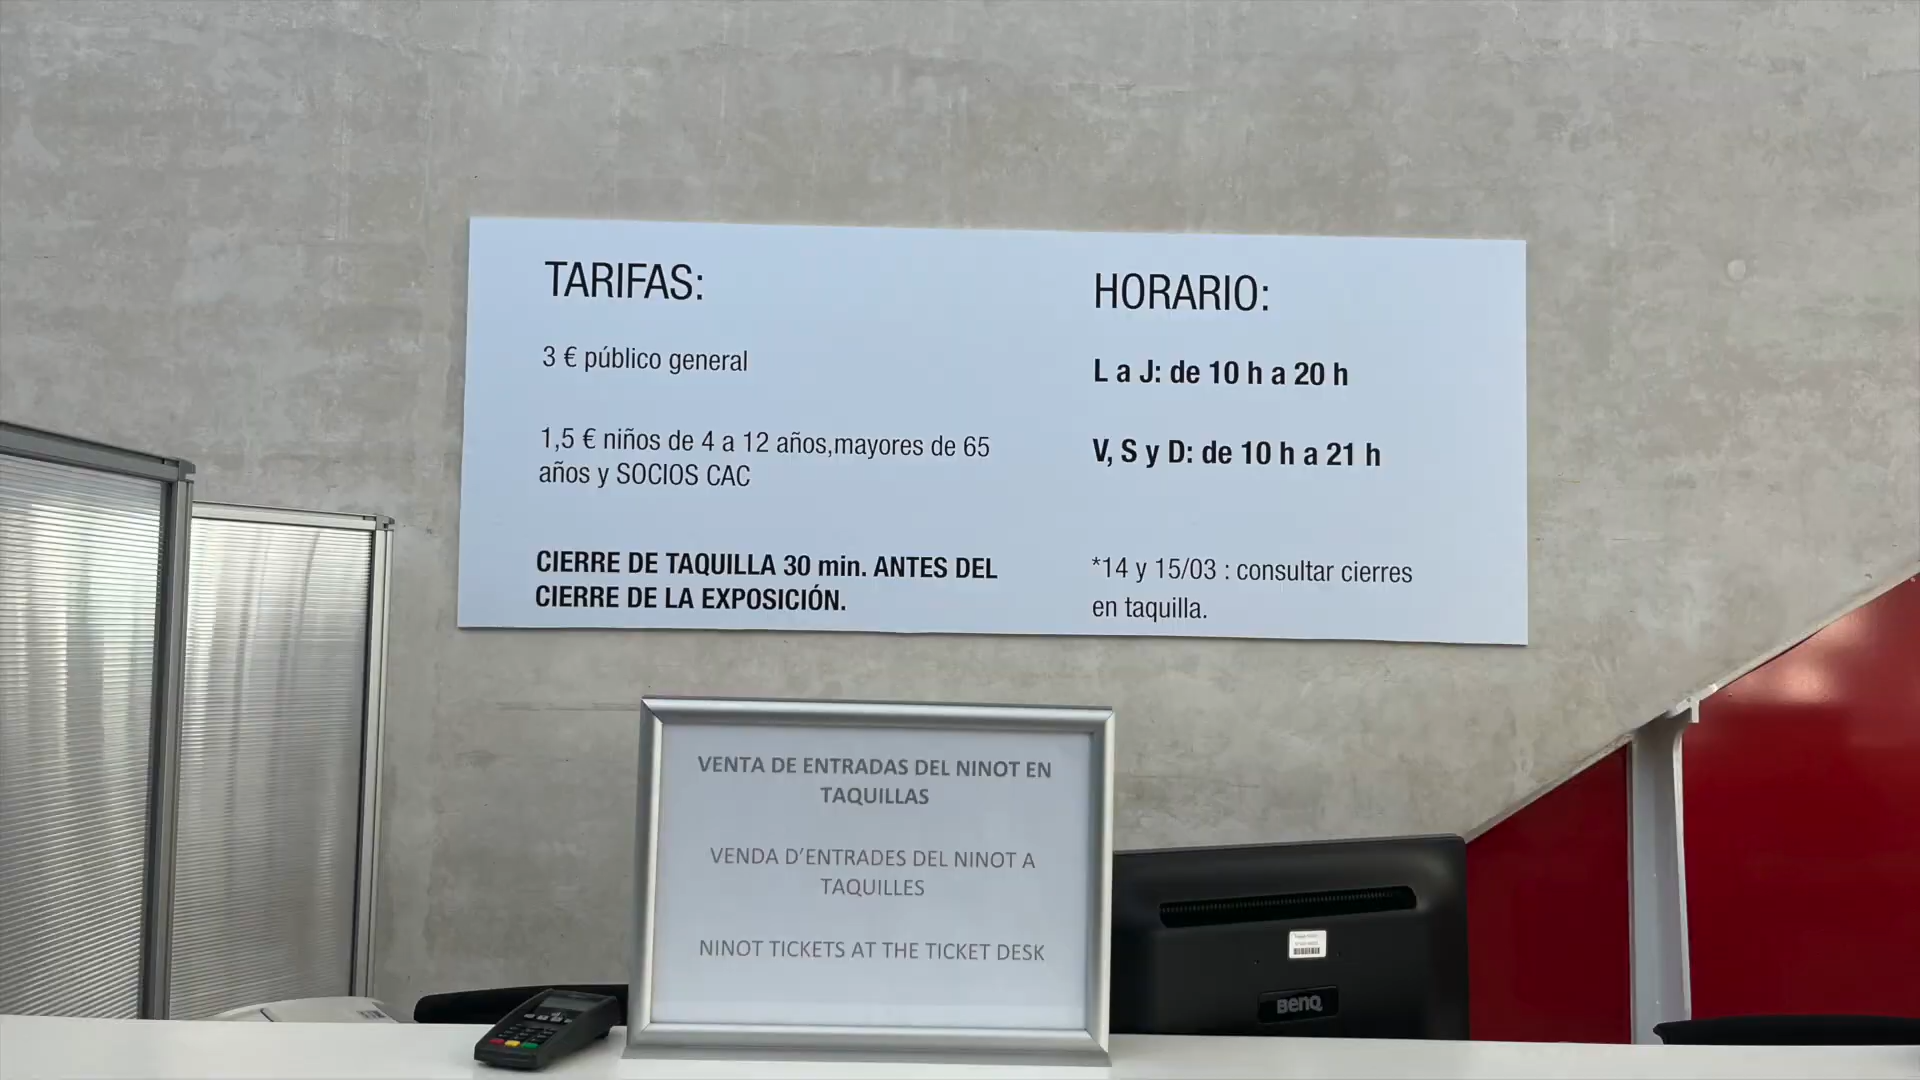 TARIFAS:
3 € público general
1,5 € niños de 4 a 12 años,mayores de 65
años y SOCIOS CAC
CIERRE DE TAQUILLA 30 min. ANTES DEL
CIERRE DE LA EXPOSICIÓN.
HORARIO:
L a J: de 10 h a 20 h
V, S y D: de 10 h a 21 h
*14 y 15/03 : consultar cierres
en taquilla.
VENTA DE ENTRADAS DEL NINOT EN
TAQUILLAS
VENDA D’ENTRADES DEL NINOT A
TAQUILLES
NINOT TICKETS AT THE TICKET DESK
BenQ